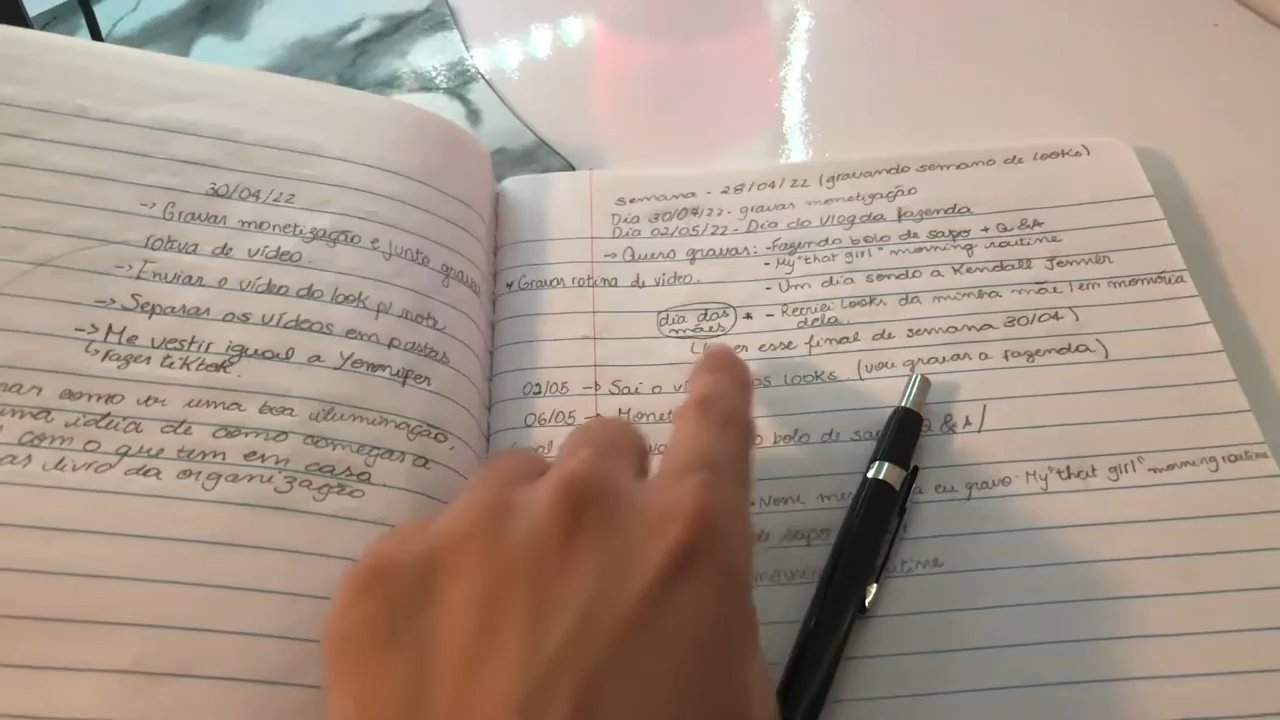 30/04/22
-> Gravar monetização e junto gravar
rotina de vídeo.
-> Enviar o vídeo do look p/ note
-> Separar os vídeos em pastas
-> Me vestir igual a Yennifer
fazer tiktok.
nar como ter uma boa iluminação,
uma idéia de como começar a
com o que tem em casa
as livro da organização
semana - 28/04/22 (gravando semana de looks)
Dia 30/04/22 - gravar monetização
Dia 02/05/22 - Dia do vlog da fazenda
-> Quero gravar: - Fazendo bolo de sapo + Q&A
- My "that girl" morning routine
* Gravar rotina de vídeo.
- Um dia sendo a Kendall Jenner
dia das mães * - Recriei looks da minha mãe / em memória
dela.
esse final de semana 30/04)
02/05 -> Sai o looks (vou gravar a fazenda)
06/05 ->
bolo de Q&A/
eu gravo - My "that girl" morning routine